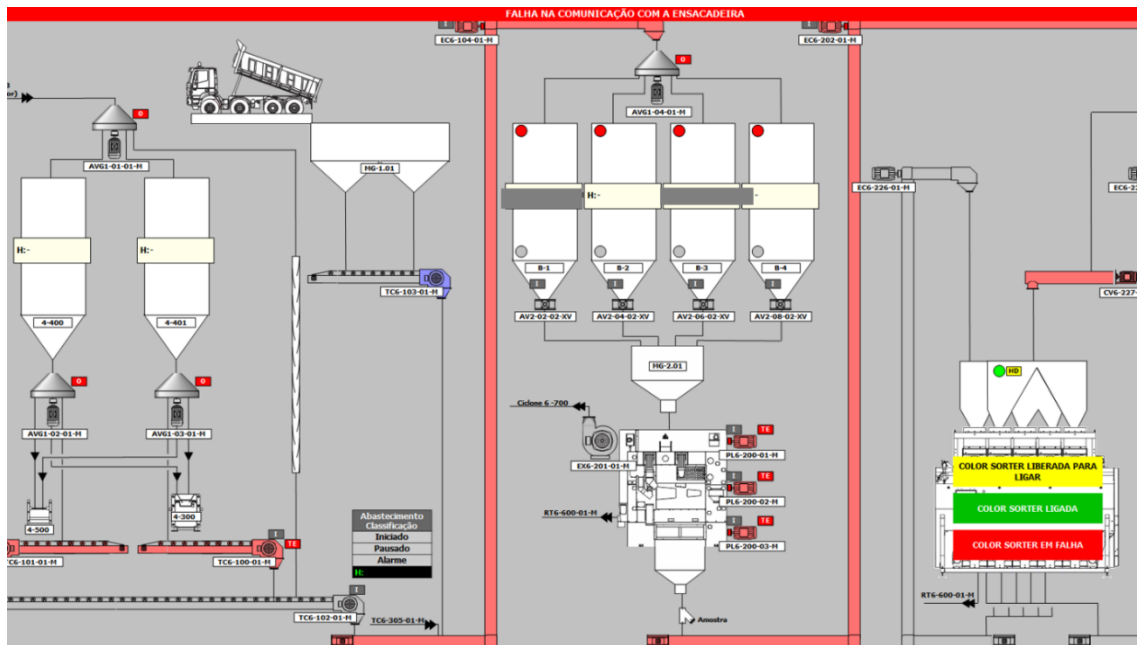 FALHA NA COMUNICAÇÃO COM A ENSACADEIRA
I
EC6-104-01-M
I
EC6-202-01-M
0
AVG1-04-01-M
0
AVG1-01-01-M
MG-1.01
EC6-226-01-M
H:-
H:-
H:-
-
B-1
B-2
B-3
B-4
I
I
I
I
TC6-103-01-M
AV2-02-02-XV
AV2-04-02-XV
AV2-06-02-XV
AV2-08-02-XV
4-400
4-401
MG-2.01
0
0
HD
Ciclone 6 -700
AVG1-02-01-M
AVG1-03-01-M
I
TE
PL6-200-01-M
EX6-201-01-M
COLOR SORTER LIBERADA PARA
LIGAR
I
TE
PL6-200-02-M
COLOR SORTER LIGADA
RT6-600-01-M
4-500
4-300
Abastecimento
Classificação
Iniciado
Pausado
Alarme
H:
I
TE
PL6-200-03-M
COLOR SORTER EM FALHA
I
TE
TC6-101-01-M
TC6-100-01-M
I
RT6-600-01-M
TC6-102-01-M
TC6-305-01-M
Amostra